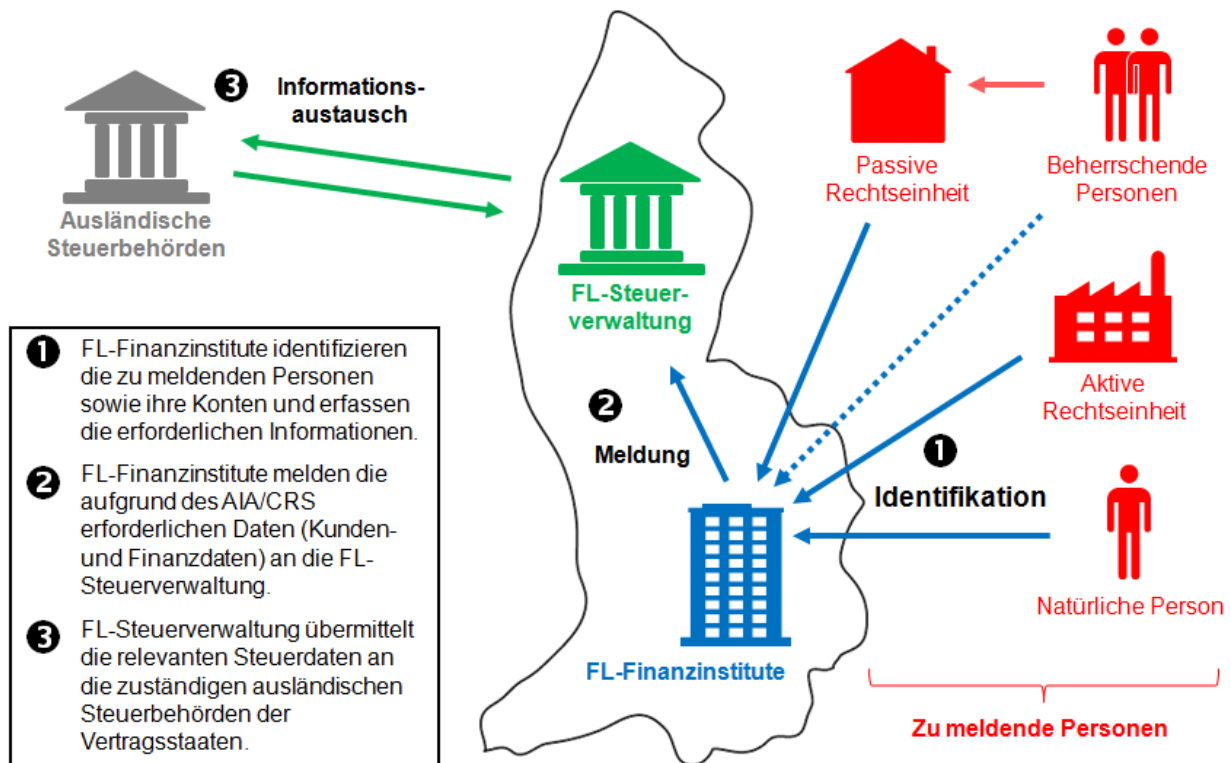 ❸ Informations-
austausch
Ausländische
Steuerbehörden
FL-Steuer-
verwaltung
Passive
Rechtseinheit
Beherrschende
Personen
Aktive
Rechtseinheit
❷
Meldung
❶
Identifikation
Natürliche Person
FL-Finanzinstitute
Zu meldende Personen
❶ FL-Finanzinstitute identifizieren
die zu meldenden Personen
sowie ihre Konten und erfassen
die erforderlichen Informationen.
❷ FL-Finanzinstitute melden die
aufgrund des AIA/CRS
erforderlichen Daten (Kunden-
und Finanzdaten) an die FL-
Steuerverwaltung.
❸ FL-Steuerverwaltung übermittelt
die relevanten Steuerdaten an
die zuständigen ausländischen
Steuerbehörden der
Vertragsstaaten.